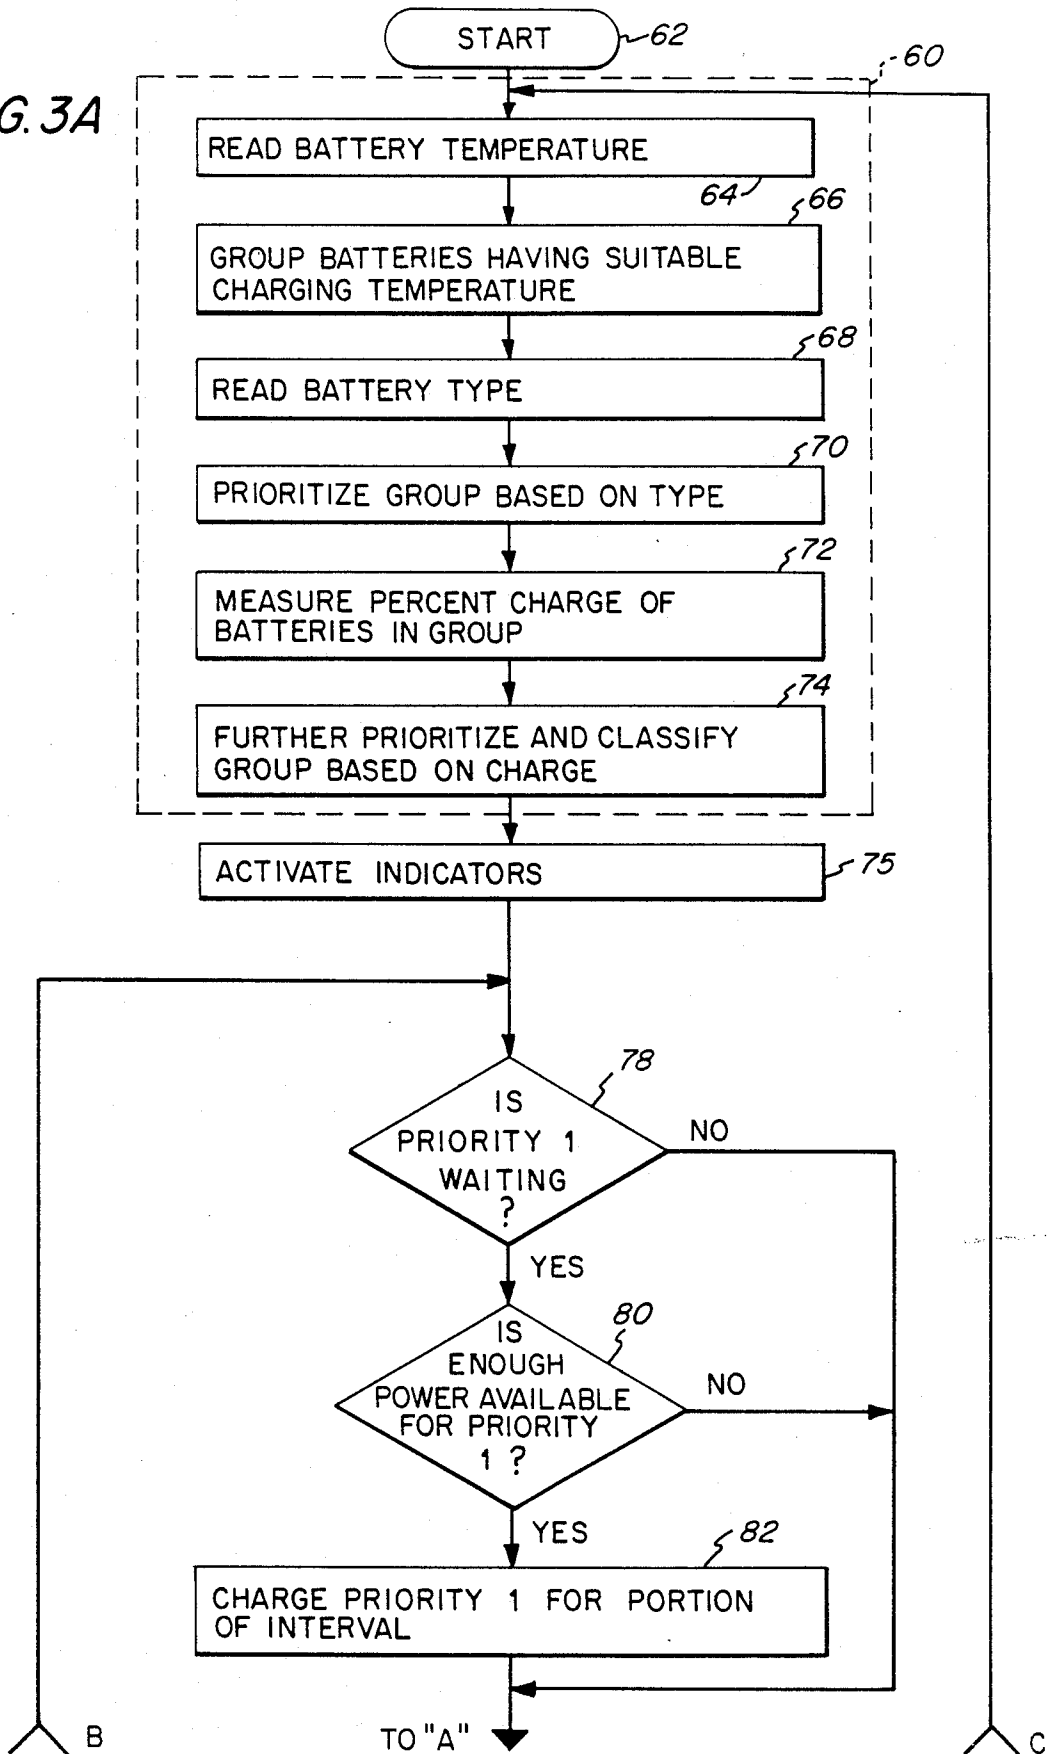 START
62
60
G. 3A
READ BATTERY TEMPERATURE
64
66
GROUP BATTERIES HAVING SUITABLE
CHARGING TEMPERATURE
68
READ BATTERY TYPE
70
PRIORITIZE GROUP BASED ON TYPE
72
MEASURE PERCENT CHARGE OF
BATTERIES IN GROUP
74
FURTHER PRIORITIZE AND CLASSIFY
GROUP BASED ON CHARGE
ACTIVATE INDICATORS
75
78
IS
PRIORITY 1
WAITING
?
NO
YES
80
IS
ENOUGH
POWER AVAILABLE
FOR PRIORITY
1 ?
NO
YES
82
CHARGE PRIORITY 1 FOR PORTION
OF INTERVAL
B
TO "A"
C